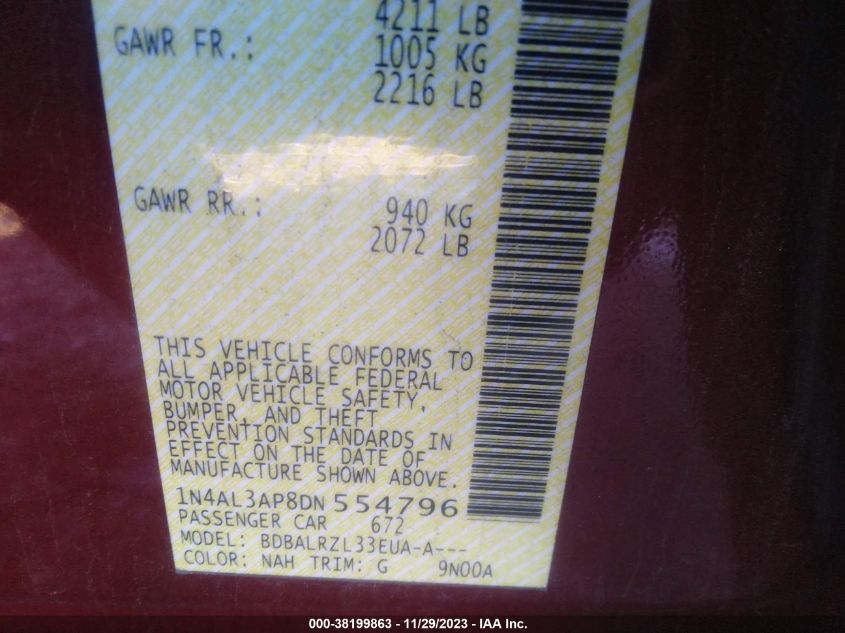 4211 LB
GAWR FR.: 1005 KG
2216 LB
GAWR RR.: 940 KG
2072 LB
THIS VEHICLE CONFORMS TO
ALL APPLICABLE FEDERAL
MOTOR VEHICLE SAFETY,
BUMPER, AND THEFT
PREVENTION STANDARDS IN
EFFECT ON THE DATE OF
MANUFACTURE SHOWN ABOVE.
1N4AL3AP8DN 554796
PASSENGER CAR 672
MODEL: BDBALRZL33EUA-A---
COLOR: NAH TRIM: G 9N00A
000-38199863 - 11/29/2023 - IAA Inc.